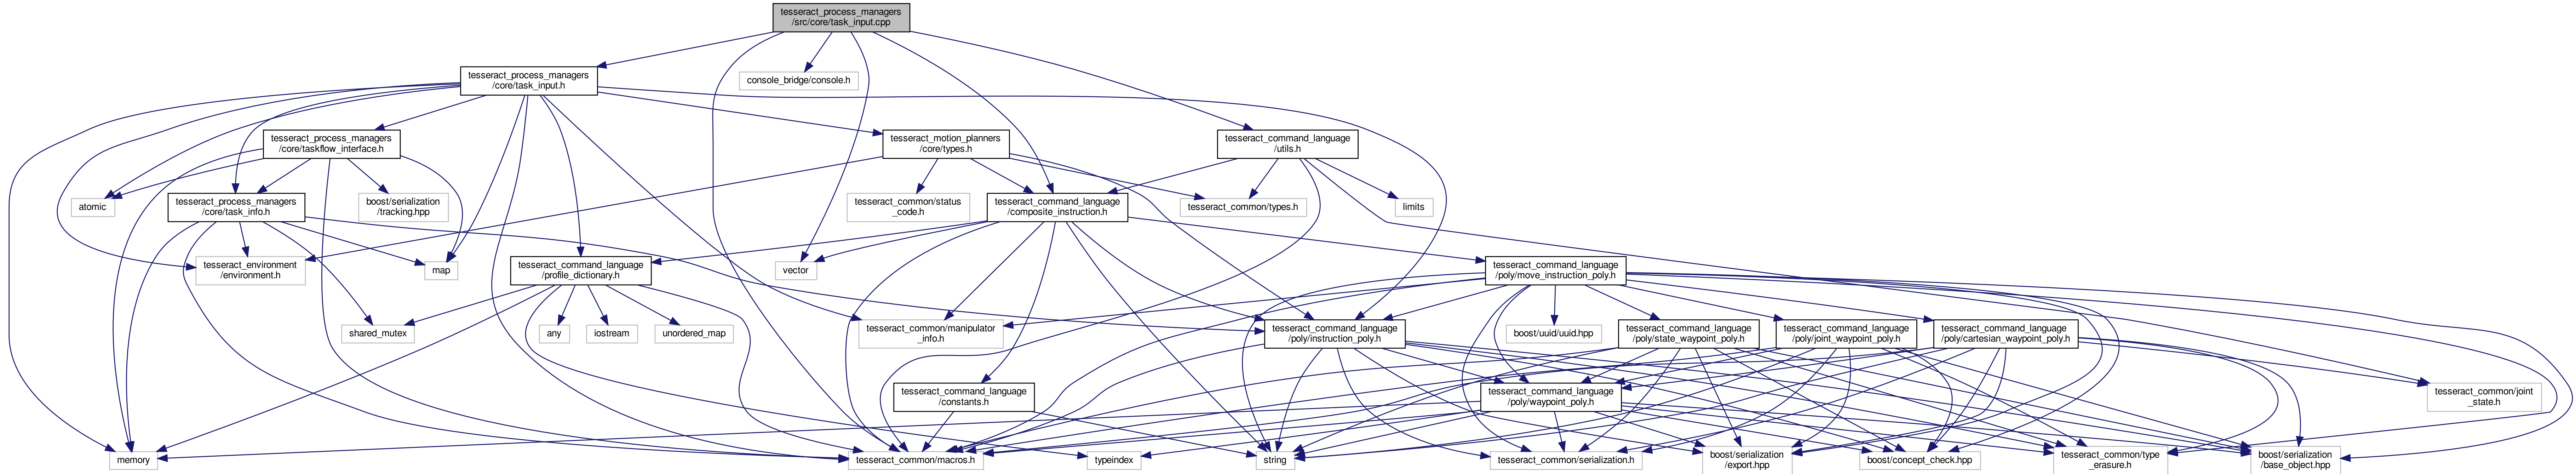 tesseract_process_managers
/src/core/task_input.cpp
tesseract_process_managers
/core/task_input.h
console_bridge/console.h
tesseract_process_managers
/core/taskflow_interface.h
tesseract_motion_planners
/core/types.h
tesseract_command_language
/utils.h
atomic
tesseract_process_managers
/core/task_info.h
boost/serialization
/tracking.hpp
tesseract_common/status
_code.h
tesseract_command_language
/composite_instruction.h
tesseract_common/types.h
limits
tesseract_environment
/environment.h
map
tesseract_command_language
/profile_dictionary.h
vector
tesseract_command_language
/poly/move_instruction_poly.h
shared_mutex
any
iostream
unordered_map
tesseract_common/manipulator
_info.h
tesseract_command_language
/poly/instruction_poly.h
boost/uuid/uuid.hpp
tesseract_command_language
/poly/state_waypoint_poly.h
tesseract_command_language
/poly/joint_waypoint_poly.h
tesseract_command_language
/poly/cartesian_waypoint_poly.h
tesseract_command_language
/constants.h
tesseract_command_language
/poly/waypoint_poly.h
tesseract_common/joint
_state.h
memory
tesseract_common/macros.h
typeindex
string
tesseract_common/serialization.h
boost/serialization
/export.hpp
boost/concept_check.hpp
tesseract_common/type
_erasure.h
boost/serialization
/base_object.hpp